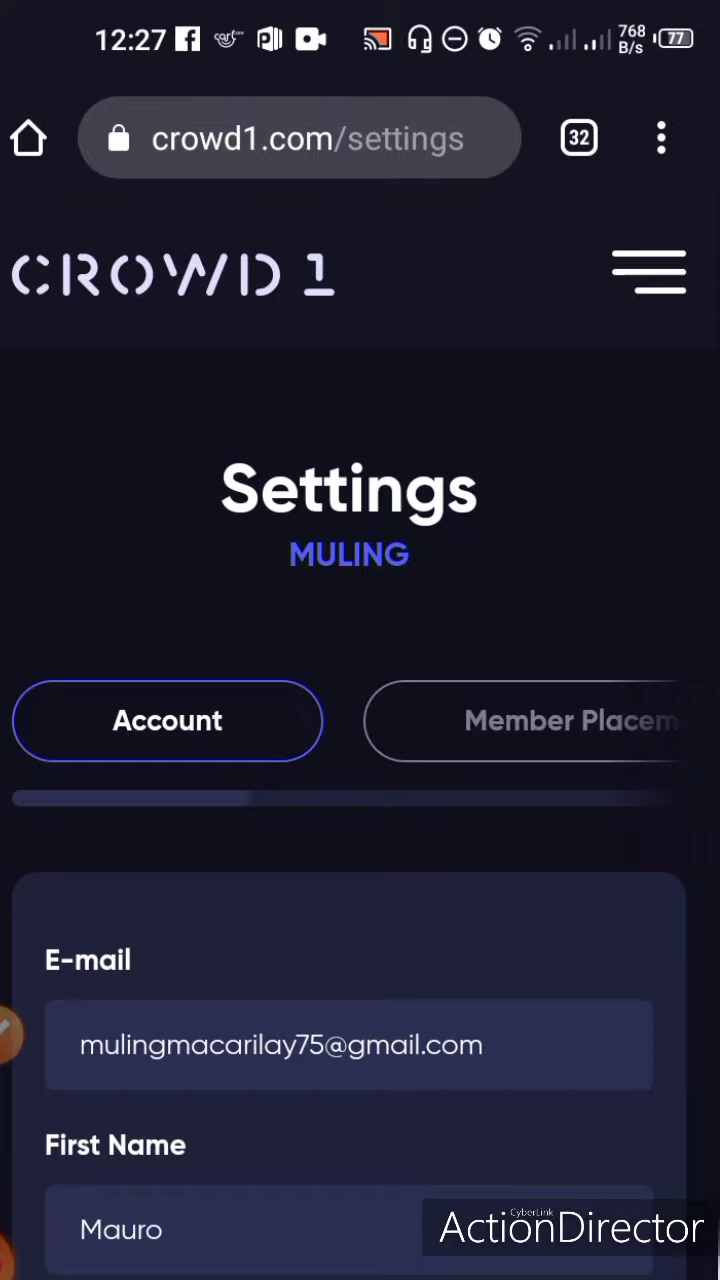 12:27 768 B/s 77
crowd1.com/settings 32
CROWD 1
Settings
MULING
Account Member Placem
E-mail
mulingmacarilay75@gmail.com
First Name
Mauro
CyberLink
ActionDirector